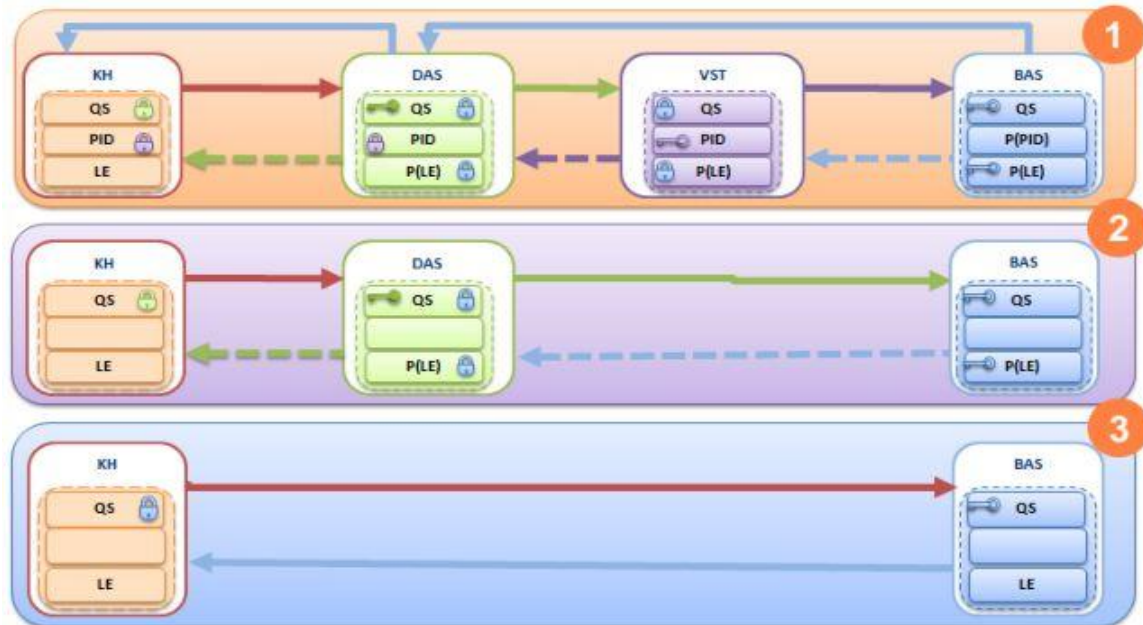 1
KH
DAS
VST
BAS
QS
QS
QS
QS
PID
PID
PID
P(PID)
LE
P(LE)
P(LE)
P(LE)
2
KH
DAS
BAS
QS
QS
QS
LE
P(LE)
P(LE)
3
KH
BAS
QS
QS
LE
LE